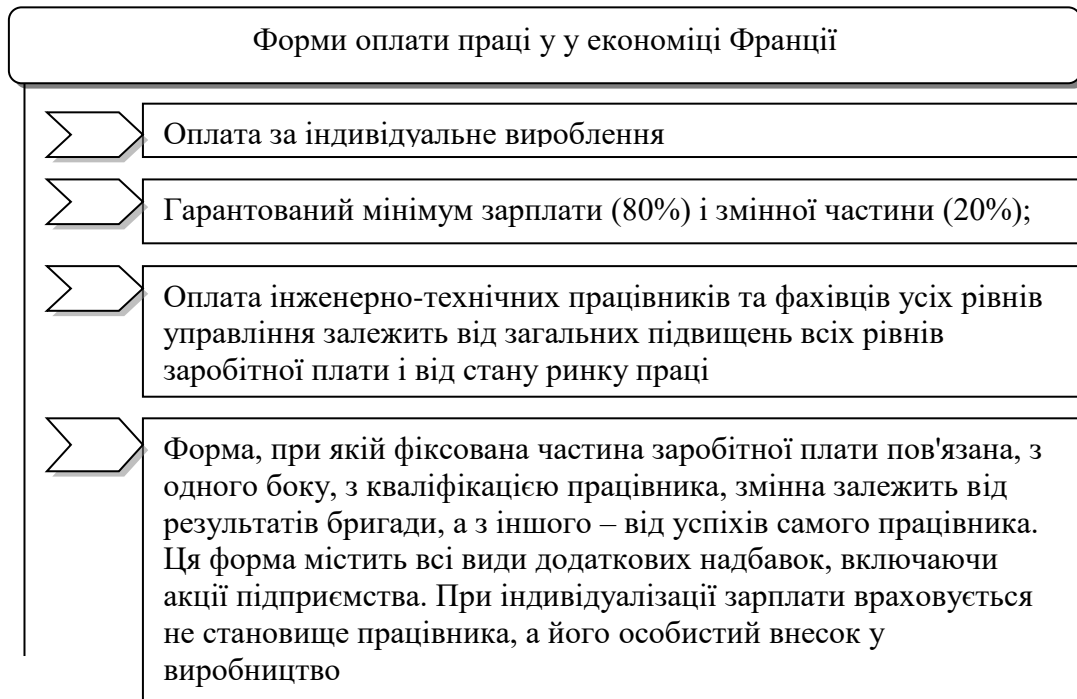 Форми оплати праці у у економіці Франції
Оплата за індивідуальне вироблення
Гарантований мінімум зарплати (80%) і змінної частини (20%);
Оплата інженерно-технічних працівників та фахівців усіх рівнів
управління залежить від загальних підвищень всіх рівнів
заробітної плати і від стану ринку праці
Форма, при якій фіксована частина заробітної плати пов'язана, з
одного боку, з кваліфікацією працівника, змінна залежить від
результатів бригади, а з іншого – від успіхів самого працівника.
Ця форма містить всі види додаткових надбавок, включаючи
акції підприємства. При індивідуалізації зарплати враховується
не становище працівника, а його особистий внесок у
виробництво